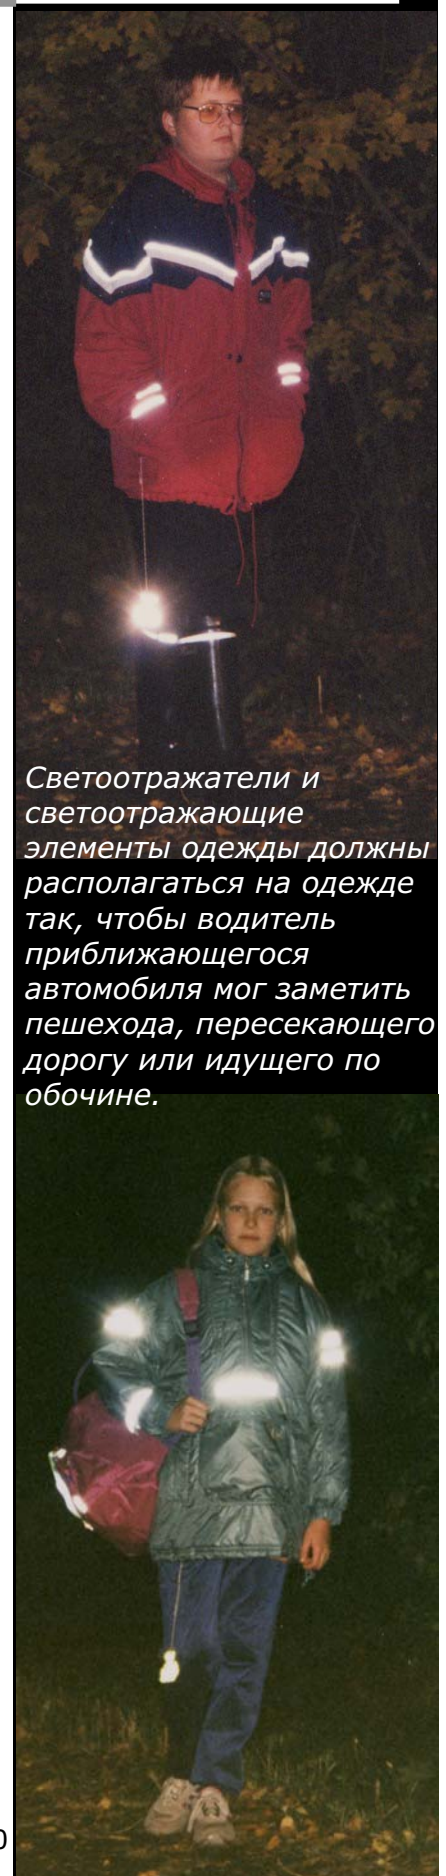 Светоотражатели и
светоотражающие
элементы одежды должны
располагаться на одежде
так, чтобы водитель
приближающегося
автомобиля мог заметить
пешехода, пересекающего
дорогу или идущего по
обочине.
0